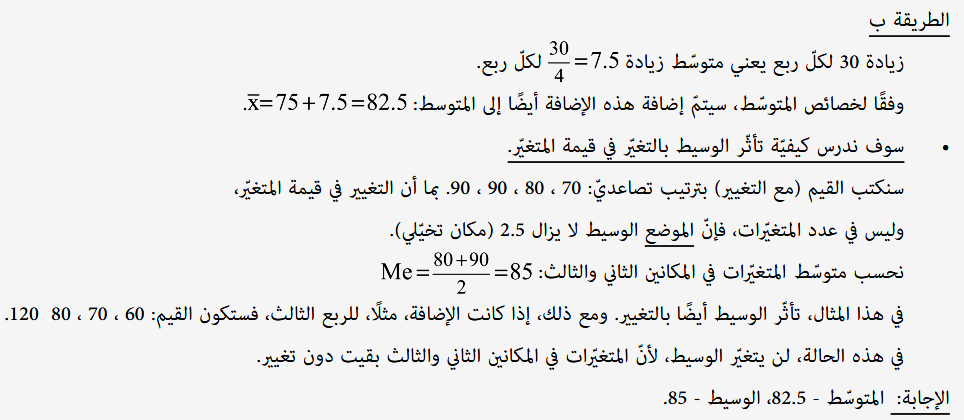 الطريقة ب
زيادة 30 لكلّ ربع يعني متوسّط زيادة 30/4 = 7.5 لكلّ ربع.
وفقًا لخصائص المتوسّط، سيتمّ إضافة هذه الإضافة أيضًا إلى المتوسط: x̄=75+7.5=82.5.
• سوف ندرس كيفيّة تأثّر الوسيط بالتغيّر في قيمة المتغيّر.
سنكتب القيم (مع التغيير) بترتيب تصاعديّ: 70 ، 80 ، 90 ، 90. بما أن التغيير في قيمة المتغيّر،
وليس في عدد المتغيّرات، فإنّ الموضع الوسيط لا يزال 2.5 (مكان تخيّلي).
نحسب متوسّط المتغيّرات في المكانين الثاني والثالث: Me = (80+90)/2 = 85
في هذا المثال، تأثّر الوسيط أيضًا بالتغيير. ومع ذلك، إذا كانت الإضافة، مثلًا، للربع الثالث، فستكون القيم: 60 ، 70 ، 80 120.
في هذه الحالة، لن يتغيّر الوسيط، لأنّ المتغيّرات في المكانين الثاني والثالث بقيت دون تغيير.
الإجابة: المتوسّط - 82.5، الوسيط - 85.